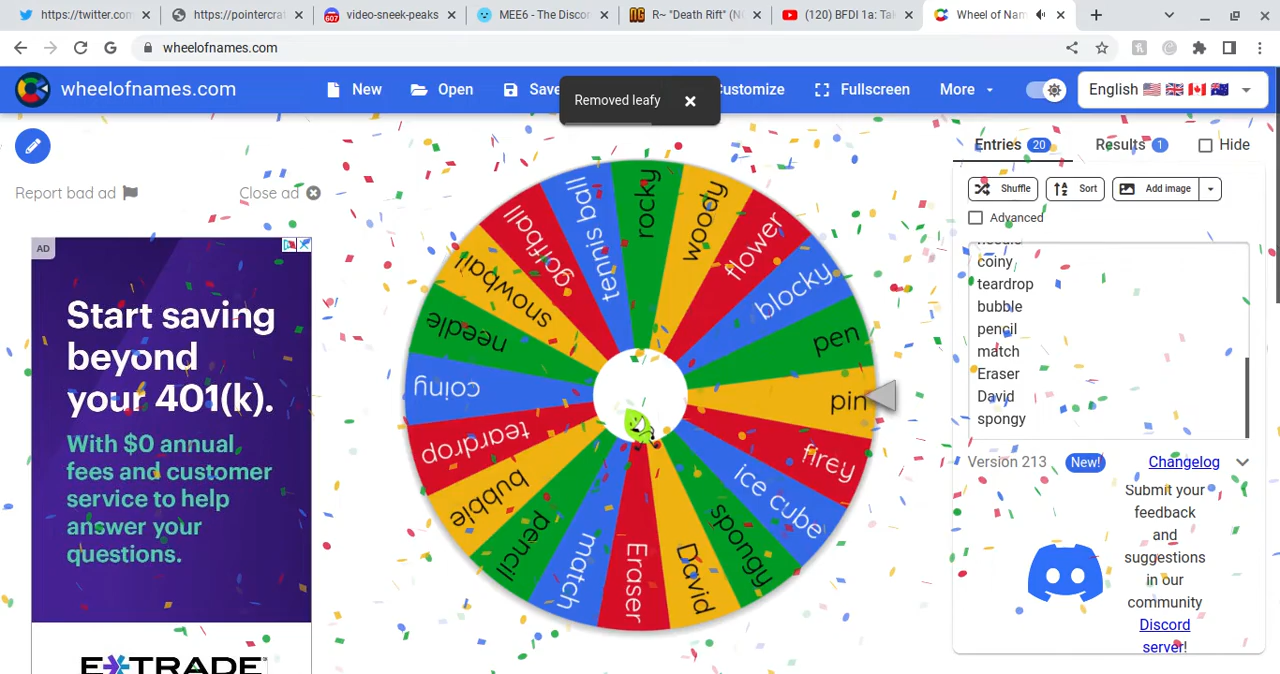 https://twitter.com/
https://pointercra
video-sneek-peaks
MEE6 - The Discor
R~ "Death Rift" (N
(120) BFDI 1a: Ta
Wheel of Nam
wheelofnames.com
wheelofnames.com
New
Open
Save
Customize
Fullscreen
More
English
Removed leafy
Report bad ad
Close ad
AD
Start saving
beyond
your 401(k).
With $0 annual
fees and customer
service to help
answer your
questions.
E*TRADE
rocky
woody
flower
blocky
pen
pin
firey
ice cube
spongy
David
Eraser
match
pencil
bubble
teardrop
coiny
needle
snowball
golfball
tennis ball
Entries 20
Results 1
Hide
Shuffle
Sort
Add image
Advanced
needle
coiny
teardrop
bubble
pencil
match
Eraser
David
spongy
Version 213
New!
Changelog
Submit your
feedback
and
suggestions
in our
community
Discord
server!